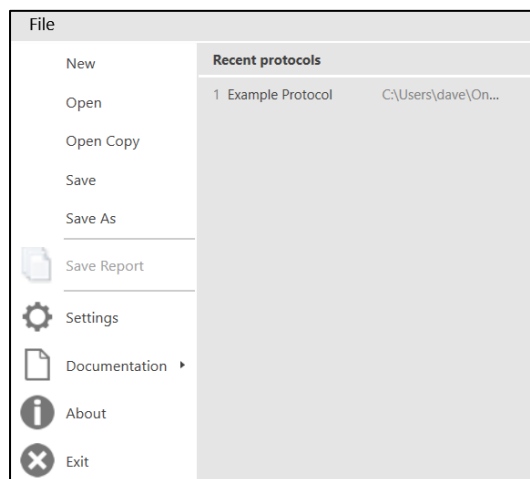 File
New
Open
Open Copy
Save
Save As
Save Report
Settings
Documentation
About
Exit
Recent protocols
1 Example Protocol C:\Users\dave\On...